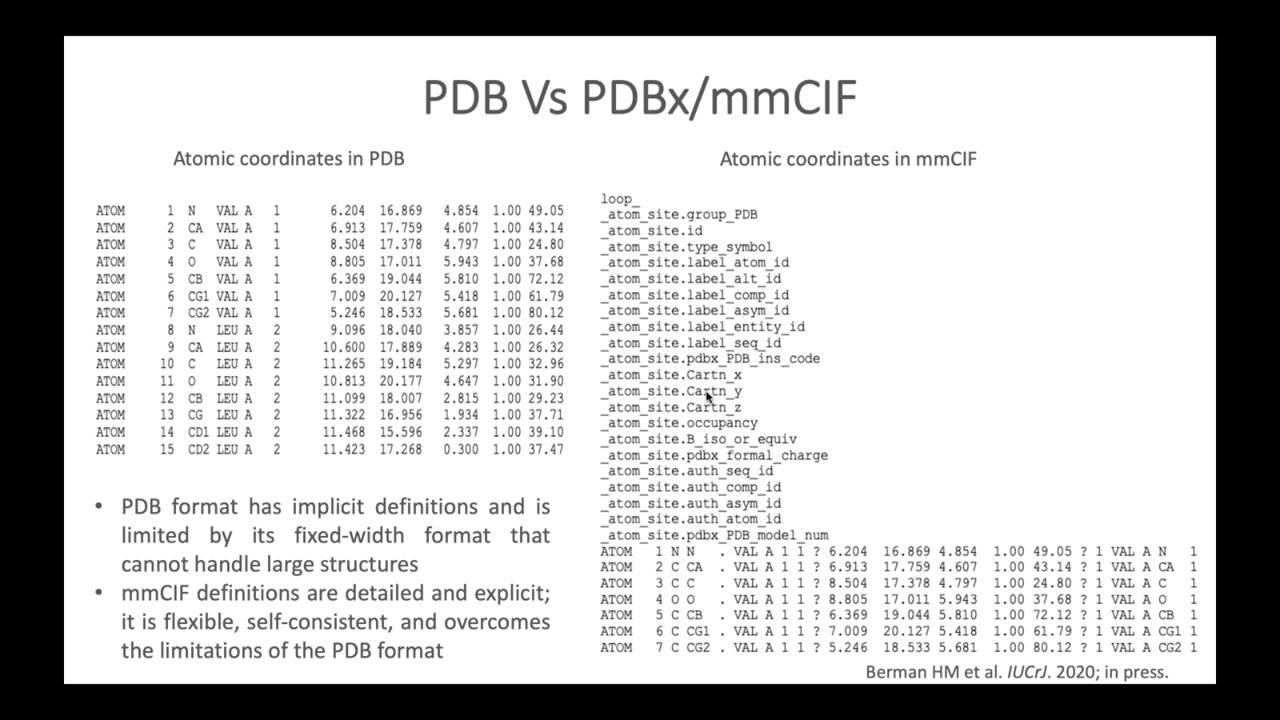 PDB Vs PDBx/mmCIF
Atomic coordinates in PDB
ATOM 1 N VAL A 1 6.204 16.869 4.854 1.00 49.05
ATOM 2 CA VAL A 1 6.913 17.759 4.607 1.00 43.14
ATOM 3 C VAL A 1 8.504 17.378 4.797 1.00 24.80
ATOM 4 O VAL A 1 8.805 17.011 5.943 1.00 37.68
ATOM 5 CB VAL A 1 6.369 19.044 5.810 1.00 72.12
ATOM 6 CG1 VAL A 1 7.009 20.127 5.418 1.00 61.79
ATOM 7 CG2 VAL A 1 5.246 18.533 5.681 1.00 80.12
ATOM 8 N LEU A 2 9.096 18.040 3.857 1.00 26.44
ATOM 9 CA LEU A 2 10.600 17.889 4.283 1.00 26.32
ATOM 10 C LEU A 2 11.265 19.184 5.297 1.00 32.96
ATOM 11 O LEU A 2 10.813 20.177 4.647 1.00 31.90
ATOM 12 CB LEU A 2 11.099 18.007 2.815 1.00 29.23
ATOM 13 CG LEU A 2 11.322 16.956 1.934 1.00 37.71
ATOM 14 CD1 LEU A 2 11.468 15.596 2.337 1.00 39.10
ATOM 15 CD2 LEU A 2 11.423 17.268 0.300 1.00 37.47
• PDB format has implicit definitions and is
limited by its fixed-width format that
cannot handle large structures
• mmCIF definitions are detailed and explicit;
it is flexible, self-consistent, and overcomes
the limitations of the PDB format
Atomic coordinates in mmCIF
loop_
_atom_site.group_PDB
_atom_site.id
_atom_site.type_symbol
_atom_site.label_atom_id
_atom_site.label_alt_id
_atom_site.label_comp_id
_atom_site.label_asym_id
_atom_site.label_entity_id
_atom_site.label_seq_id
_atom_site.pdbx_PDB_ins_code
_atom_site.Cartn_x
_atom_site.Cartn_y
_atom_site.Cartn_z
_atom_site.occupancy
_atom_site.B_iso_or_equiv
_atom_site.pdbx_formal_charge
_atom_site.auth_seq_id
_atom_site.auth_comp_id
_atom_site.auth_asym_id
_atom_site.auth_atom_id
_atom_site.pdbx_PDB_model_num
ATOM 1 N N . VAL A 1 1 ? 6.204 16.869 4.854 1.00 49.05 ? 1 VAL A N 1
ATOM 2 C CA . VAL A 1 1 ? 6.913 17.759 4.607 1.00 43.14 ? 1 VAL A CA 1
ATOM 3 C C . VAL A 1 1 ? 8.504 17.378 4.797 1.00 24.80 ? 1 VAL A C 1
ATOM 4 O O . VAL A 1 1 ? 8.805 17.011 5.943 1.00 37.68 ? 1 VAL A O 1
ATOM 5 C CB . VAL A 1 1 ? 6.369 19.044 5.810 1.00 72.12 ? 1 VAL A CB 1
ATOM 6 C CG1 . VAL A 1 1 ? 7.009 20.127 5.418 1.00 61.79 ? 1 VAL A CG1 1
ATOM 7 C CG2 . VAL A 1 1 ? 5.246 18.533 5.681 1.00 80.12 ? 1 VAL A CG2 1
Berman HM et al. IUCrJ. 2020; in press.